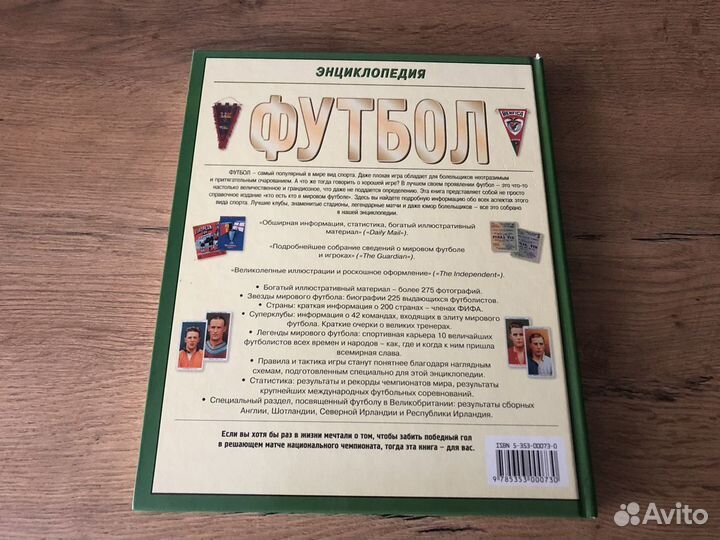 ЭНЦИКЛОПЕДИЯ
ФУТБОЛ
ФУТБОЛ – самый популярный в мире вид спорта. Даже плохая игра обладает для болельщиков неотразимым
и притягательным очарованием. А что же тогда говорить о хорошей игре? В лучшем своем проявлении футбол – это что-то
настолько величественное и грандиозное, что даже не поддается определению. Эта книга представляет собой не просто
справочное издание «кто есть кто в мировом футболе». Здесь вы найдете подробную информацию обо всех аспектах этого
вида спорта. Лучшие клубы, знаменитые стадионы, легендарные матчи и даже юмор болельщиков – все это собрано
в нашей энциклопедии.
«Обширная информация, статистика, богатый иллюстративный
материал» («Daily Mail»).
«Подробнейшее собрание сведений о мировом футболе
и игроках» («The Guardian»).
«Великолепные иллюстрации и роскошное оформление» («The Independent»).
• Богатый иллюстративный материал – более 275 фотографий.
• Звезды мирового футбола: биографии 225 выдающихся футболистов.
• Страны: краткая информация о 200 странах – членах ФИФА.
• Суперклубы: информация о 42 командах, входящих в элиту мирового
футбола. Краткие очерки о великих тренерах.
• Легенды мирового футбола: спортивная карьера 10 величайших
футболистов всех времен и народов – как, где и когда к ним пришла
всемирная слава.
• Правила и тактика игры станут понятнее благодаря наглядным
схемам, подготовленным специально для этой энциклопедии.
• Статистика: результаты и рекорды чемпионатов мира, результаты
крупнейших международных футбольных соревнований.
• Специальный раздел, посвященный футболу в Великобритании: результаты сборных
Англии, Шотландии, Северной Ирландии и Республики Ирландия.
Если вы хотя бы раз в жизни мечтали о том, чтобы забить победный гол
в решающем матче национального чемпионата, тогда эта книга – для вас.
ISBN 5-353-00073-0
9 785353 000730
Avito